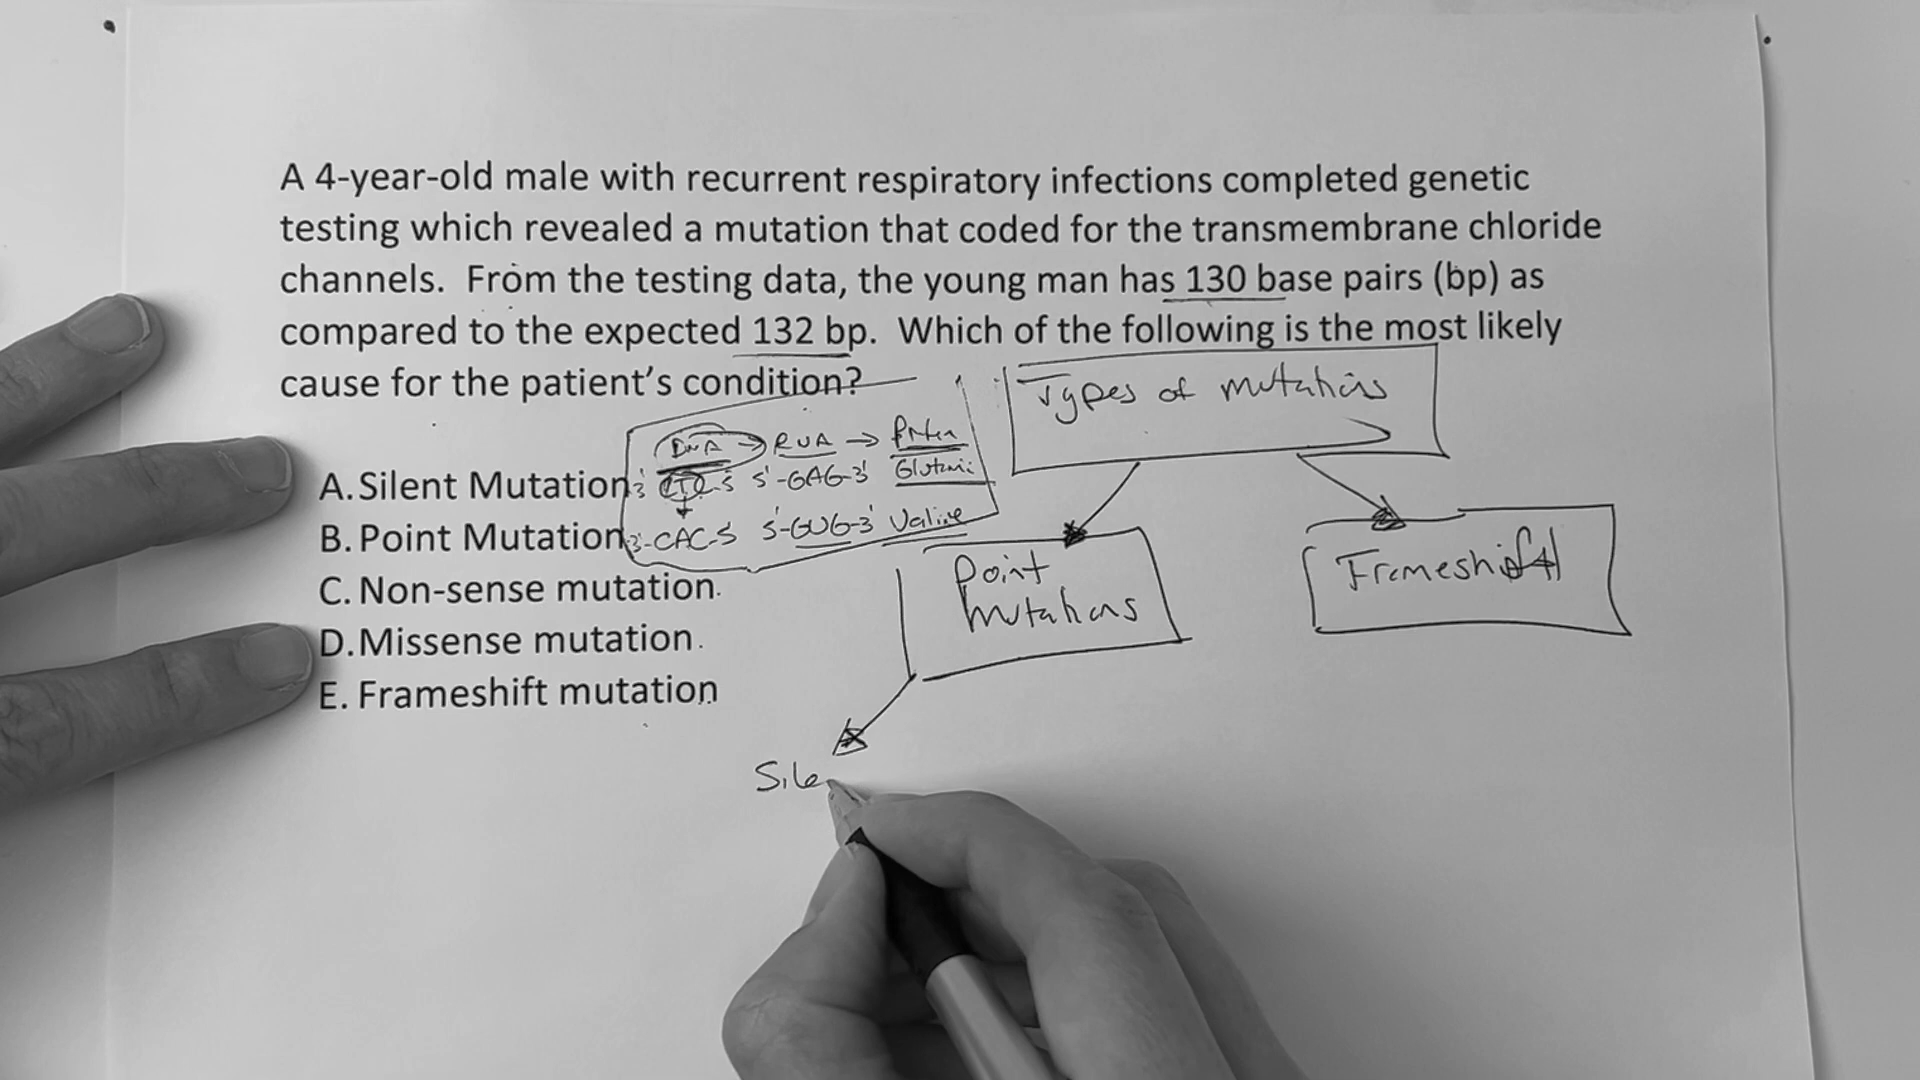 A 4-year-old male with recurrent respiratory infections completed genetic
testing which revealed a mutation that coded for the transmembrane chloride
channels.  From the testing data, the young man has 130 base pairs (bp) as
compared to the expected 132 bp.  Which of the following is the most likely
cause for the patient's condition?
Types of mutations
DNA → RNA → Protein
A. Silent Mutation
3' CTC-5' 5'-GAG-3' Glutamic
B. Point Mutation
3'-CAC-5' 5'-GUG-3' Valine
C. Non-sense mutation
D. Missense mutation
E. Frameshift mutation
Point
Mutations
Frameshift
Sile